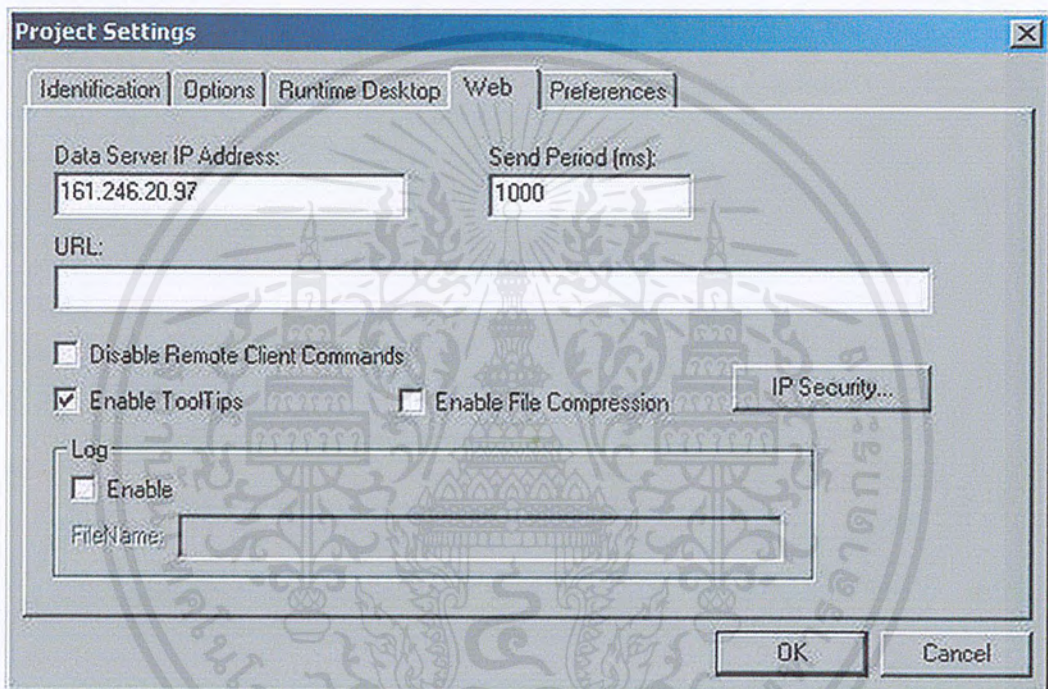 Project Settings
Identification Options Runtime Desktop Web Preferences
Data Server IP Address: Send Period (ms):
161.246.20.97 1000
URL:
Disable Remote Client Commands
Enable ToolTips Enable File Compression IP Security...
Log
Enable
FileName:
OK Cancel